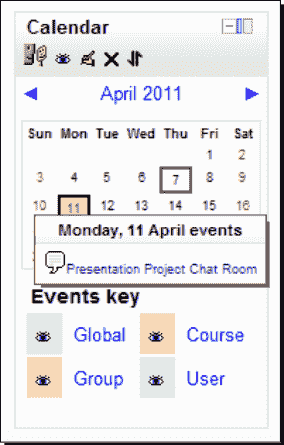 Calendar
April 2011
Sun Mon Tue Wed Thu Fri Sat
1 2
3 4 5 6 7 8 9
10 11 12 13 14 15 16
Monday, 11 April events
Presentation Project Chat Room
Events key
Global Course
Group User